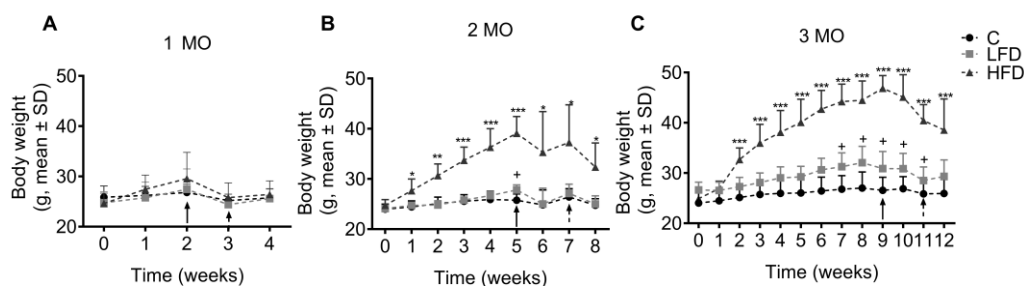 A
1 MO
Body weight
(g, mean ± SD)
50
40
30
20
0 1 2 3 4
Time (weeks)
B
2 MO
Body weight
(g, mean ± SD)
50
40
30
20
* ** *** *** *** * * *
+
0 1 2 3 4 5 6 7 8
Time (weeks)
C
3 MO
Body weight
(g, mean ± SD)
50
40
30
20
*** *** *** *** *** *** *** *** *** *** ***
+ + + + +
0 1 2 3 4 5 6 7 8 9 10 11 12
Time (weeks)
C
LFD
HFD